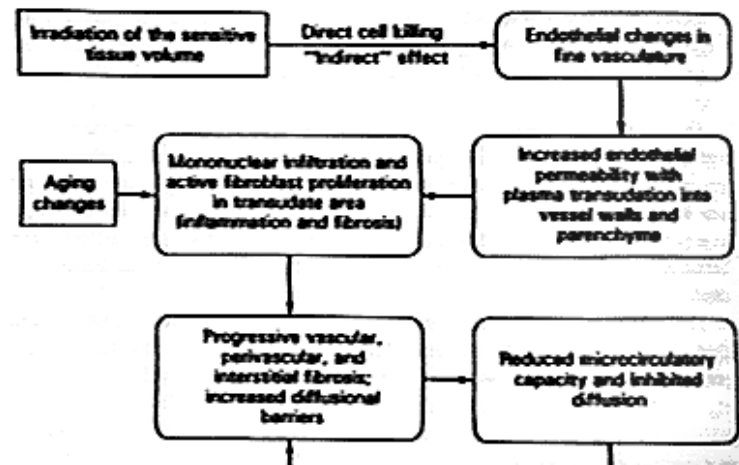 Irradiation of the sensitive
tissue volume
Direct cell killing
"Indirect" effect
Endothelial changes in
fine vasculature
Increased endothelial
permeability with
plasma transudation into
vessel walls and
parenchyma
Mononuclear infiltration and
active fibroblast proliferation
in transudate area
(inflammation and fibrosis)
Aging
changes
Progressive vascular,
perivascular, and
interstitial fibrosis;
increased diffusional
barriers
Reduced microcirculatory
capacity and inhibited
diffusion